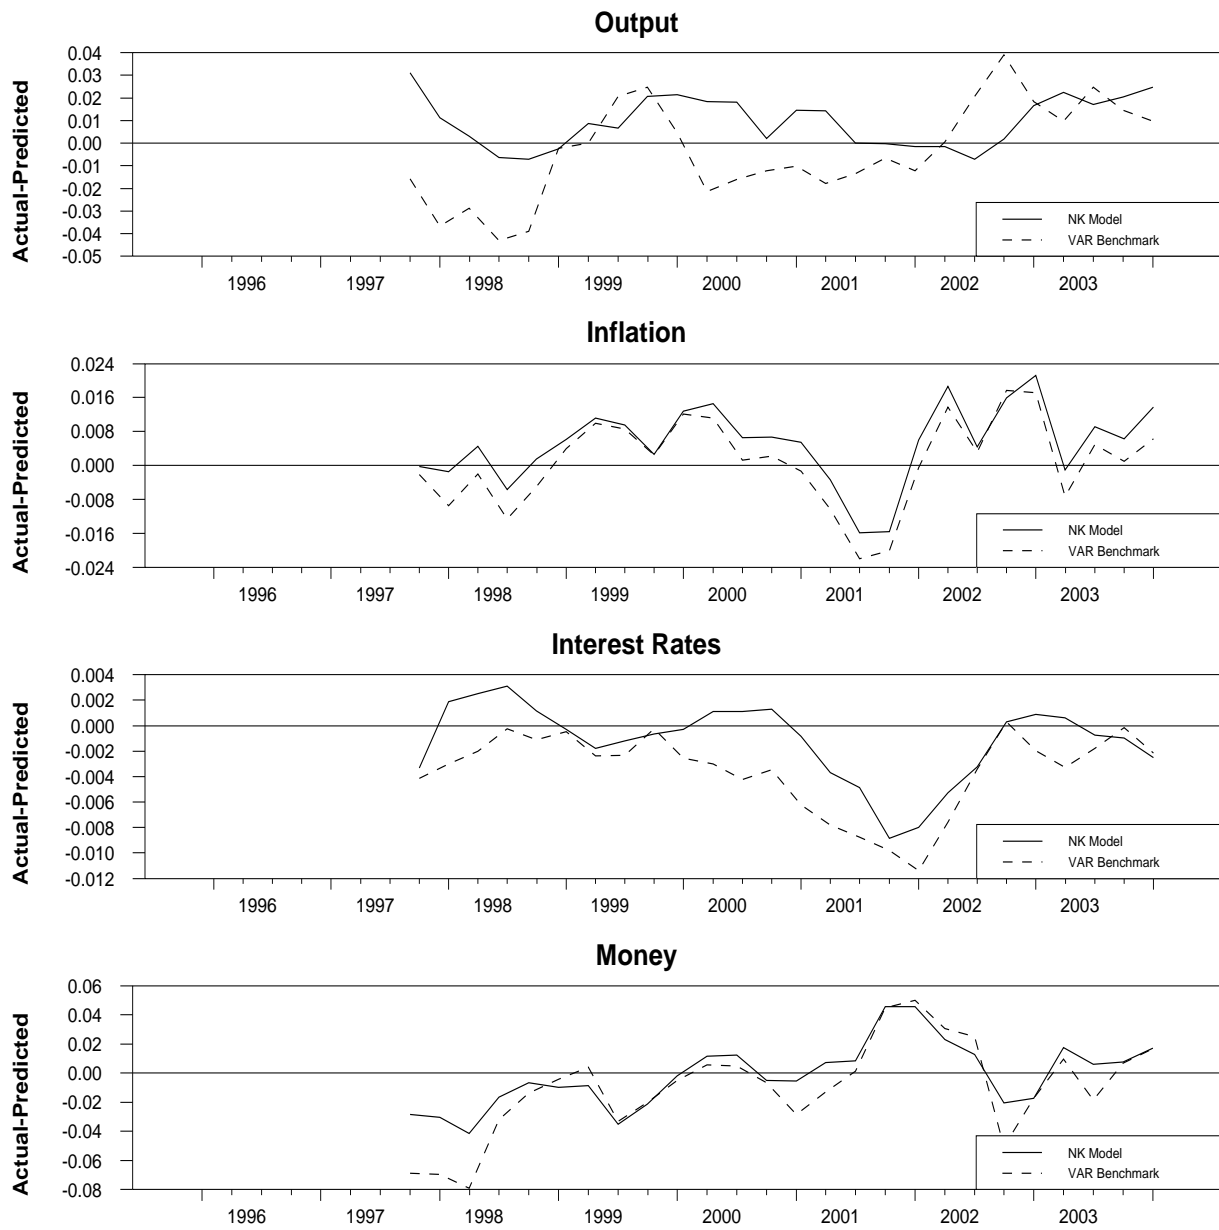 Output
Actual-Predicted
0.04
0.03
0.02
0.01
0.00
-0.01
-0.02
-0.03
-0.04
-0.05
NK Model
VAR Benchmark
1996 1997 1998 1999 2000 2001 2002 2003
Inflation
Actual-Predicted
0.024
0.016
0.008
0.000
-0.008
-0.016
-0.024
NK Model
VAR Benchmark
1996 1997 1998 1999 2000 2001 2002 2003
Interest Rates
Actual-Predicted
0.004
0.002
0.000
-0.002
-0.004
-0.006
-0.008
-0.010
-0.012
NK Model
VAR Benchmark
1996 1997 1998 1999 2000 2001 2002 2003
Money
Actual-Predicted
0.06
0.04
0.02
0.00
-0.02
-0.04
-0.06
-0.08
NK Model
VAR Benchmark
1996 1997 1998 1999 2000 2001 2002 2003